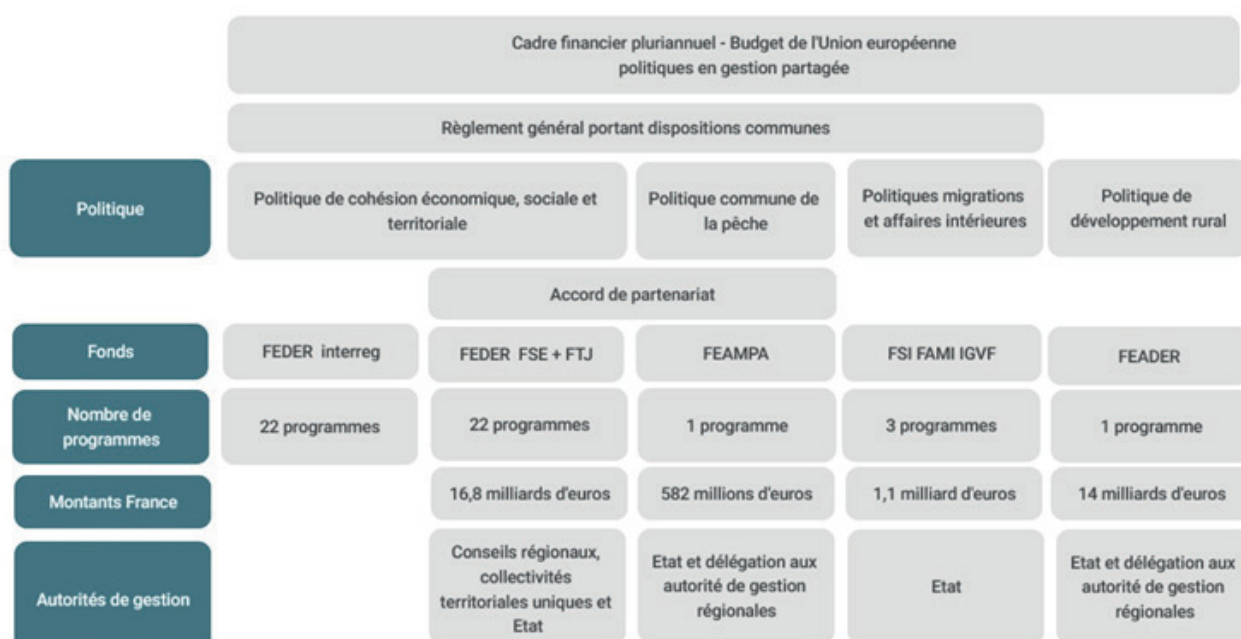 Cadre financier pluriannuel - Budget de l'Union européenne
politiques en gestion partagée
Règlement général portant dispositions communes
Politique
Politique de cohésion économique, sociale et
territoriale
Politique commune de
la pêche
Politiques migrations
et affaires intérieures
Politique de
développement rural
Accord de partenariat
Fonds
FEDER interreg
FEDER FSE + FTJ
FEAMPA
FSI FAMI IGVF
FEADER
Nombre de
programmes
22 programmes
22 programmes
1 programme
3 programmes
1 programme
Montants France
16,8 milliards d'euros
582 millions d'euros
1,1 milliard d'euros
14 milliards d'euros
Autorités de gestion
Conseils régionaux,
collectivités
territoriales uniques et
Etat
Etat et délégation aux
autorité de gestion
régionales
Etat
Etat et délégation aux
autorité de gestion
régionales